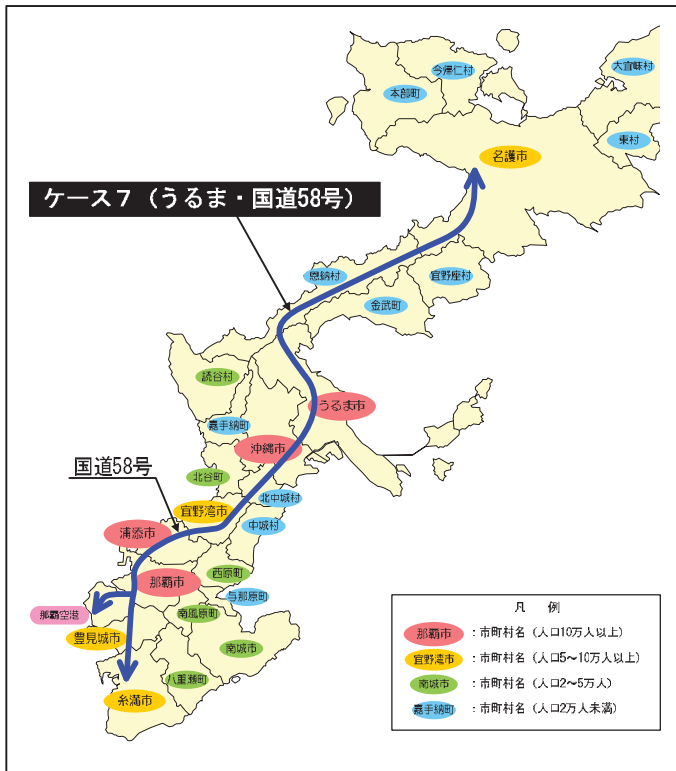 今帰仁村
大宜味村
本部町
東村
名護市
ケース7（うるま・国道58号）
恩納村
宜野座村
金武町
読谷村
うるま市
嘉手納町
沖縄市
国道58号
北谷町
北中城村
宜野湾市
中城村
浦添市
西原町
那覇市
与那原町
那覇空港
南風原町
豊見城市
南城市
八重瀬町
糸満市
凡 例
那覇市 ：市町村名（人口10万人以上）
宜野湾市 ：市町村名（人口5～10万人以上）
南城市 ：市町村名（人口2～5万人）
嘉手納町 ：市町村名（人口2万人未満）